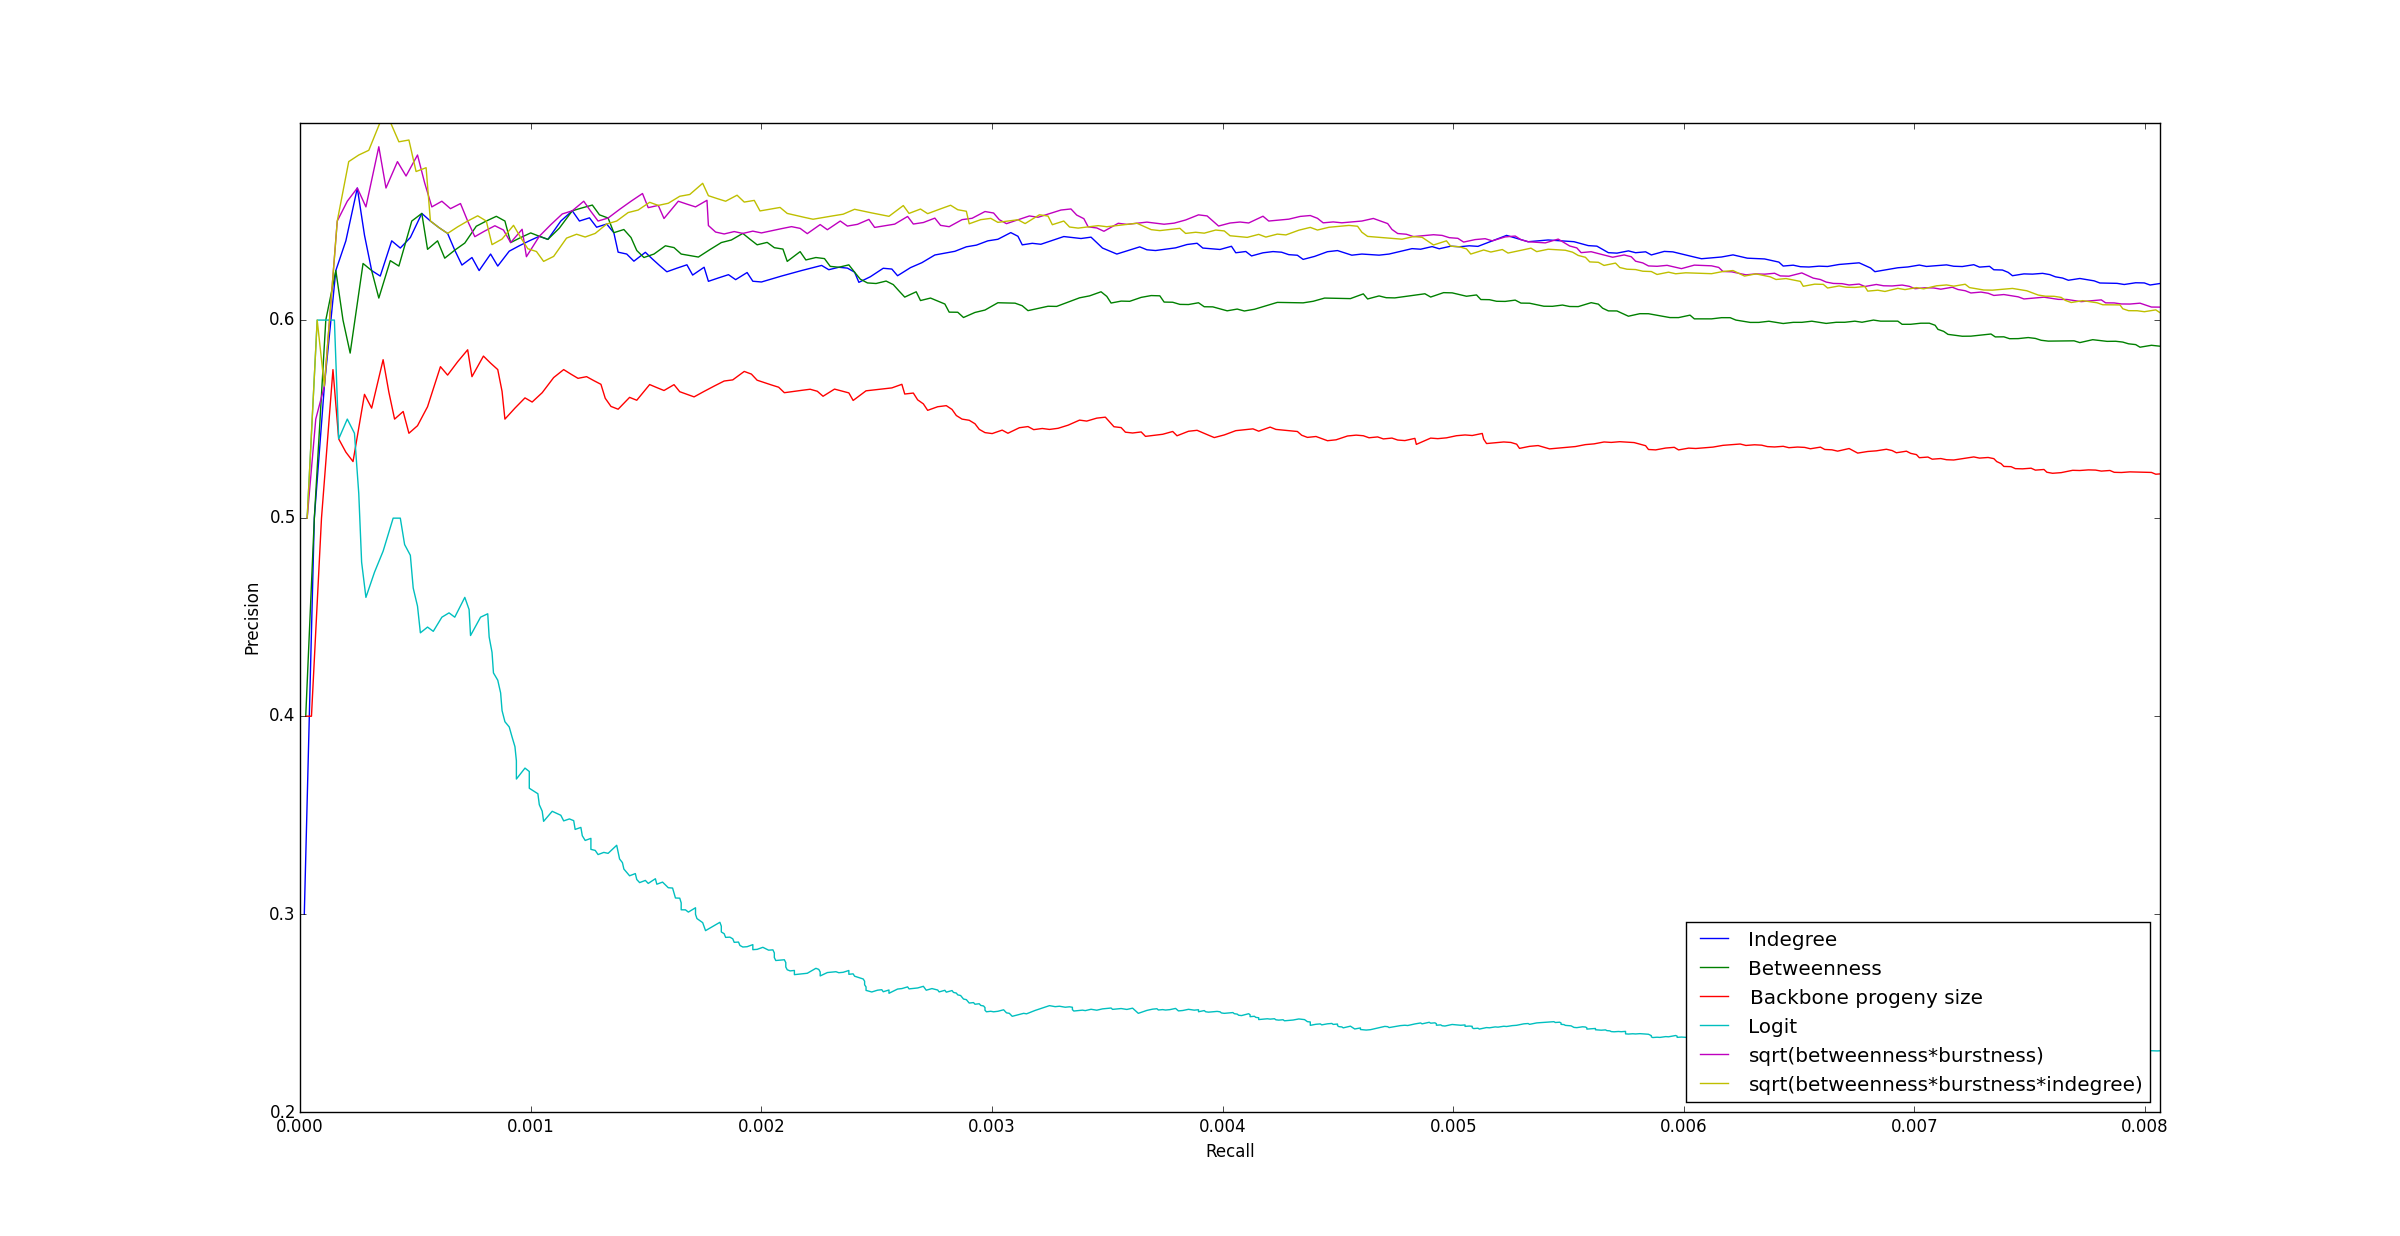 0.6
0.5
0.4
0.3
0.2
Precision
0.000 0.001 0.002 0.003 0.004 0.005 0.006 0.007 0.008
Recall
Indegree
Betweenness
Backbone progeny size
Logit
sqrt(betweenness*burstness)
sqrt(betweenness*burstness*indegree)